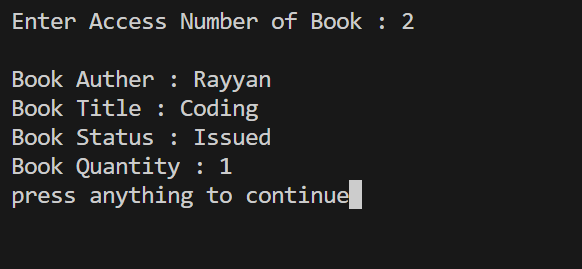 Enter Access Number of Book : 2
Book Auther : Rayyan
Book Title : Coding
Book Status : Issued
Book Quantity : 1
press anything to continue